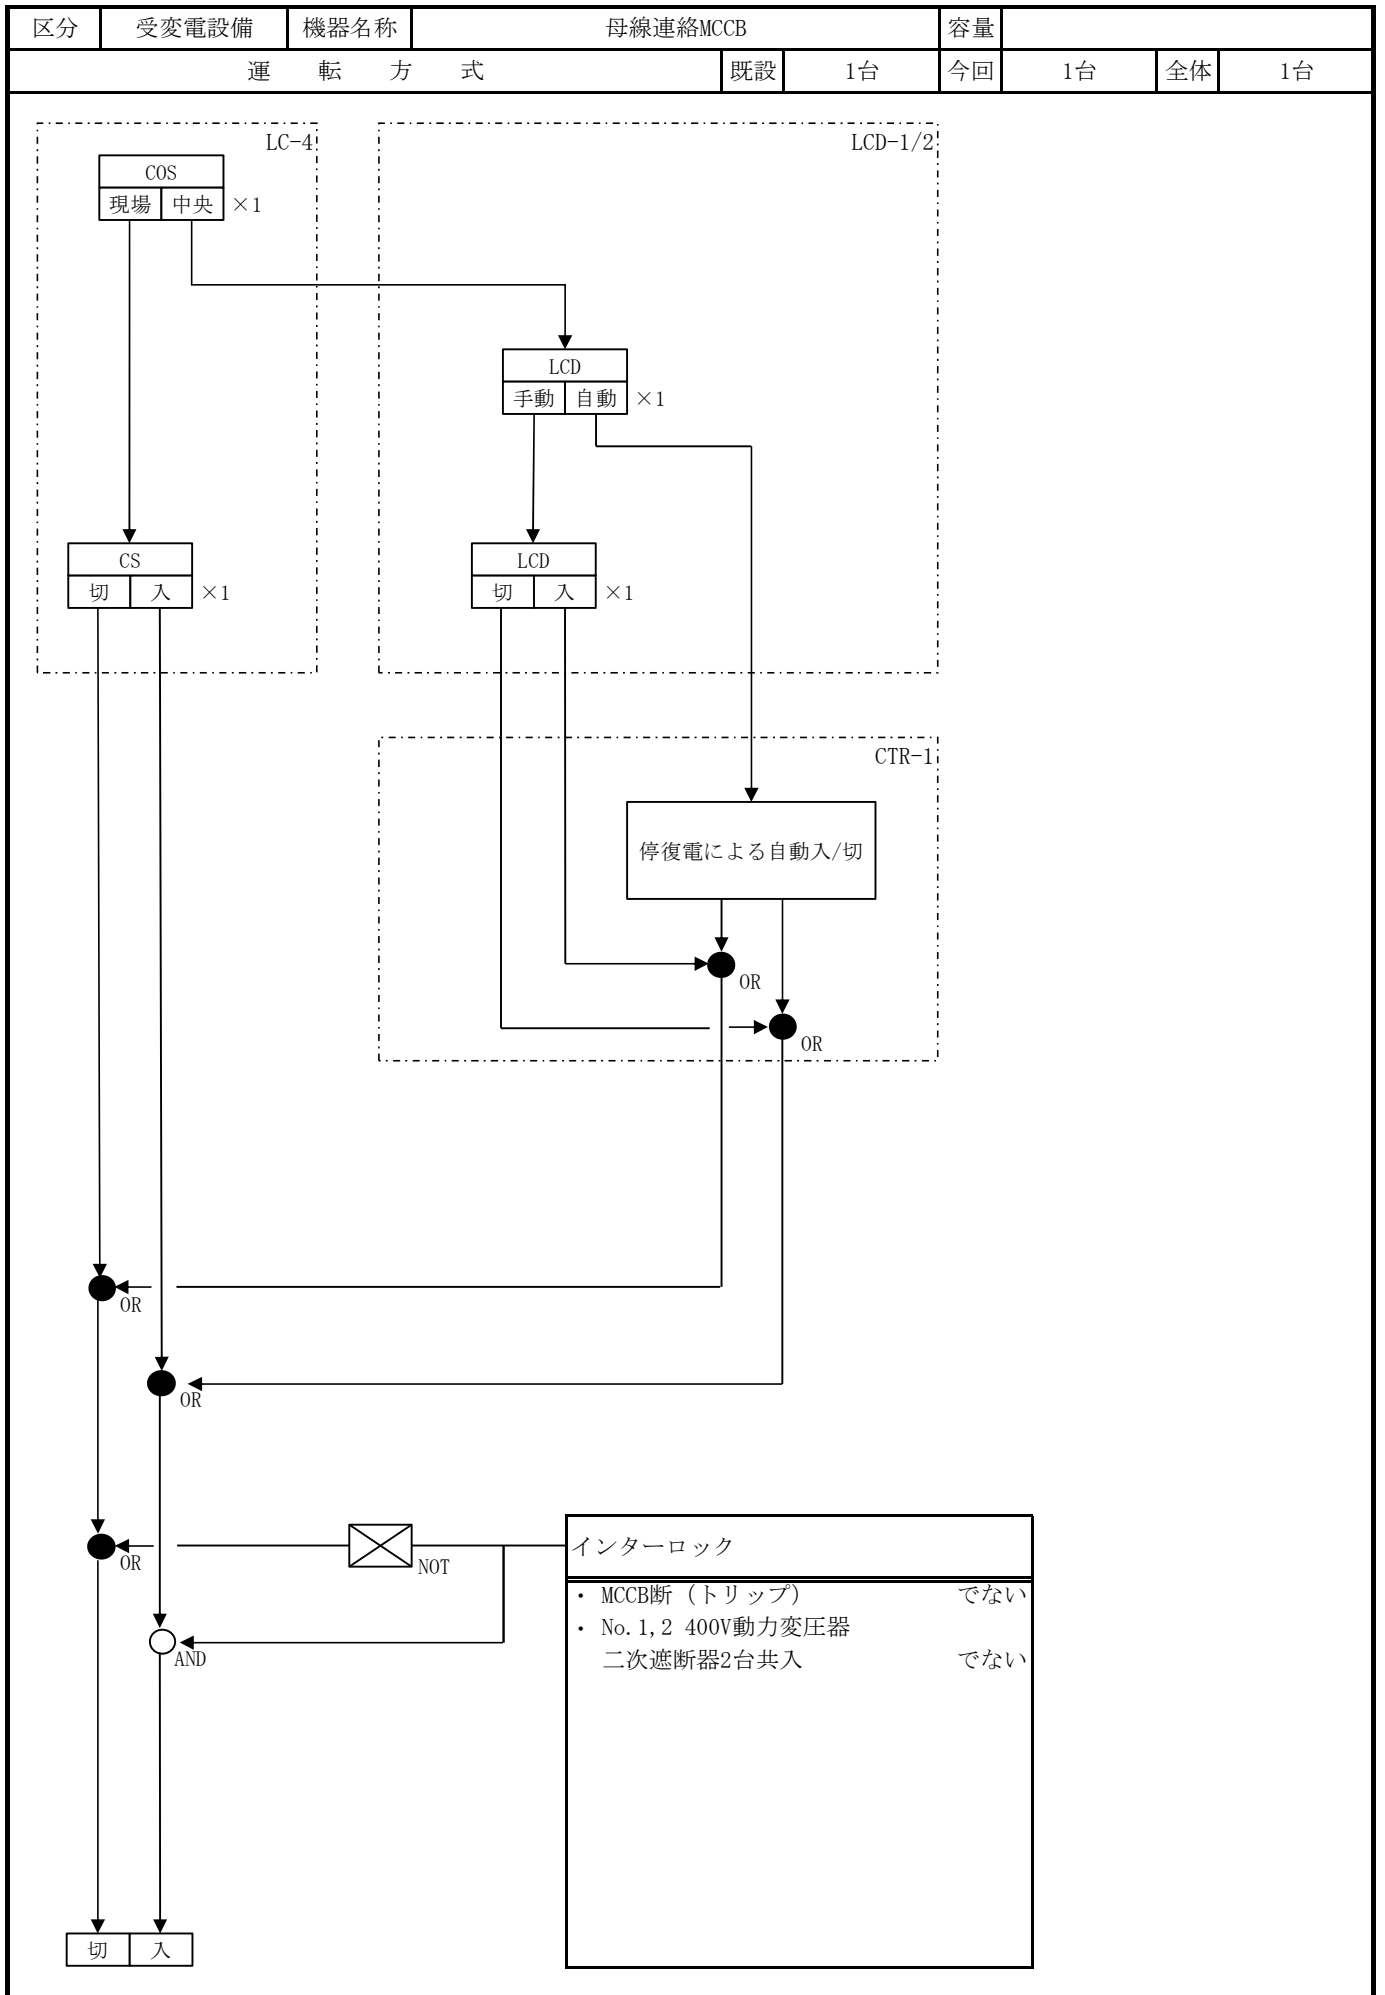 区分 受変電設備 機器名称 母線連絡MCCB 容量
運 転 方 式 既設 1台 今回 1台 全体 1台
LC-4 LCD-1/2
COS
現場 中央 ×1
LCD
手動 自動 ×1
CS LCD
切 入 ×1 切 入 ×1
CTR-1
停復電による自動入/切
OR
OR
OR
OR
インターロック
OR NOT
・ MCCB断（トリップ） でない
・ No.1,2 400V動力変圧器
AND 二次遮断器2台共入 でない
切 入